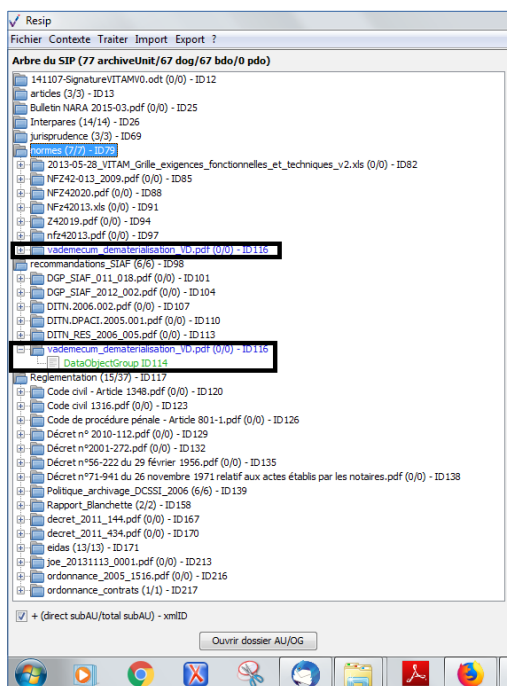 Resip
Fichier Contexte Traiter Import Export ?
Arbre du SIP (77 archiveUnit/67 dog/67 bdo/0 pdo)
141107-SignatureVITAMV0.odt (0/0) - ID12
articles (3/3) - ID13
Bulletin NARA 2015-03.pdf (0/0) - ID25
Interpares (14/14) - ID26
jurisprudence (3/3) - ID69
normes (7/7) - ID79
2013-05-28_VITAM_Grille_exigences_fonctionnelles_et_techniques_v2.xls (0/0) - ID82
NFZ42-013_2009.pdf (0/0) - ID85
NFZ42020.pdf (0/0) - ID88
NFz42013.xls (0/0) - ID91
Z42019.pdf (0/0) - ID94
nfz42013.pdf (0/0) - ID97
vademecum_dematerialisation_VD.pdf (0/0) - ID116
recommandations_SIAF (6/6) - ID98
DGP_SIAF_011_018.pdf (0/0) - ID101
DGP_SIAF_2012_002.pdf (0/0) - ID104
DITN.2006.002.pdf (0/0) - ID107
DITN.DPACI.2005.001.pdf (0/0) - ID110
DITN_RES_2006_005.pdf (0/0) - ID113
vademecum_dematerialisation_VD.pdf (0/0) - ID116
DataObjectGroup ID114
Reglementation (15/37) - ID117
Code civil - Article 1348.pdf (0/0) - ID120
Code civil 1316.pdf (0/0) - ID123
Code de procédure pénale - Article 801-1.pdf (0/0) - ID126
Décret n° 2010-112.pdf (0/0) - ID129
Décret n°2001-272.pdf (0/0) - ID132
Décret n°56-222 du 29 février 1956.pdf (0/0) - ID135
Décret n°71-941 du 26 novembre 1971 relatif aux actes établis par les notaires.pdf (0/0) - ID138
Politique_archivage_DCSSI_2006 (6/6) - ID139
Rapport_Blanchette (2/2) - ID158
decret_2011_144.pdf (0/0) - ID167
decret_2011_434.pdf (0/0) - ID170
eidas (13/13) - ID171
joe_20131113_0001.pdf (0/0) - ID213
ordonnance_2005_1516.pdf (0/0) - ID216
ordonnance_contrats (1/1) - ID217
+ (direct subAU/total subAU) - xmlID
Ouvrir dossier AU/OG